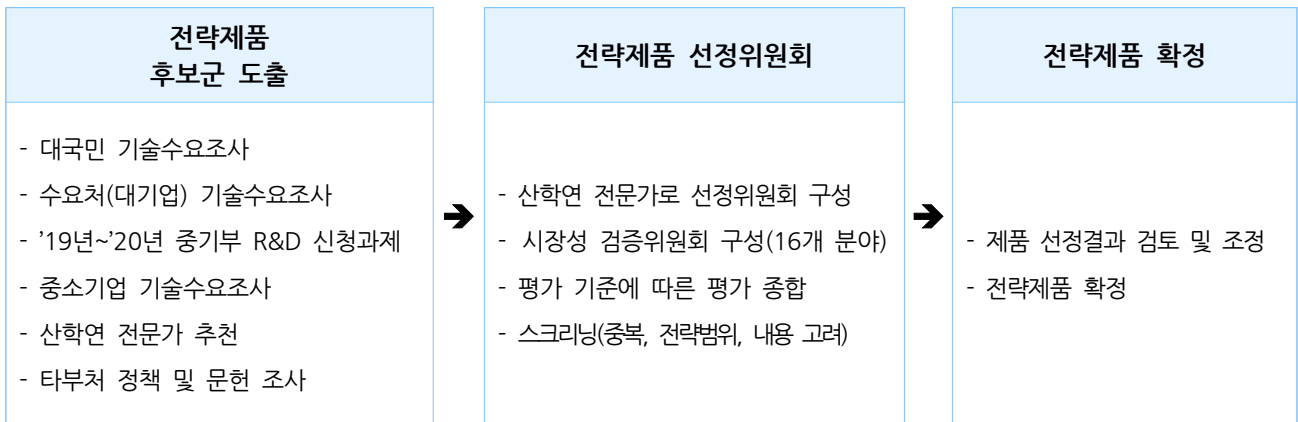 전략제품
후보군 도출
- 대국민 기술수요조사
- 수요처(대기업) 기술수요조사
- '19년~'20년 중기부 R&D 신청과제
- 중소기업 기술수요조사
- 산학연 전문가 추천
- 타부처 정책 및 문헌 조사
전략제품 선정위원회
- 산학연 전문가로 선정위원회 구성
- 시장성 검증위원회 구성(16개 분야)
- 평가 기준에 따른 평가 종합
- 스크리닝(중복, 전략범위, 내용 고려)
전략제품 확정
- 제품 선정결과 검토 및 조정
- 전략제품 확정